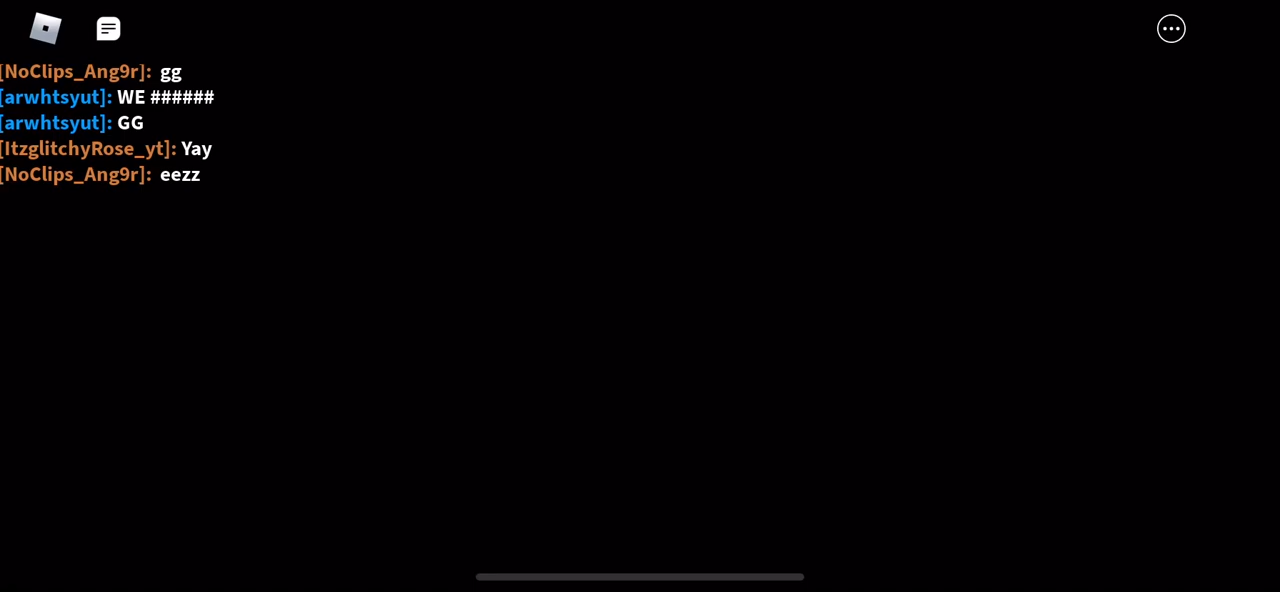 [NoClips_Ang9r]: gg
[arwhtsyut]: WE ######
[arwhtsyut]: GG
[ItzglitchyRose_yt]: Yay
[NoClips_Ang9r]: eezz